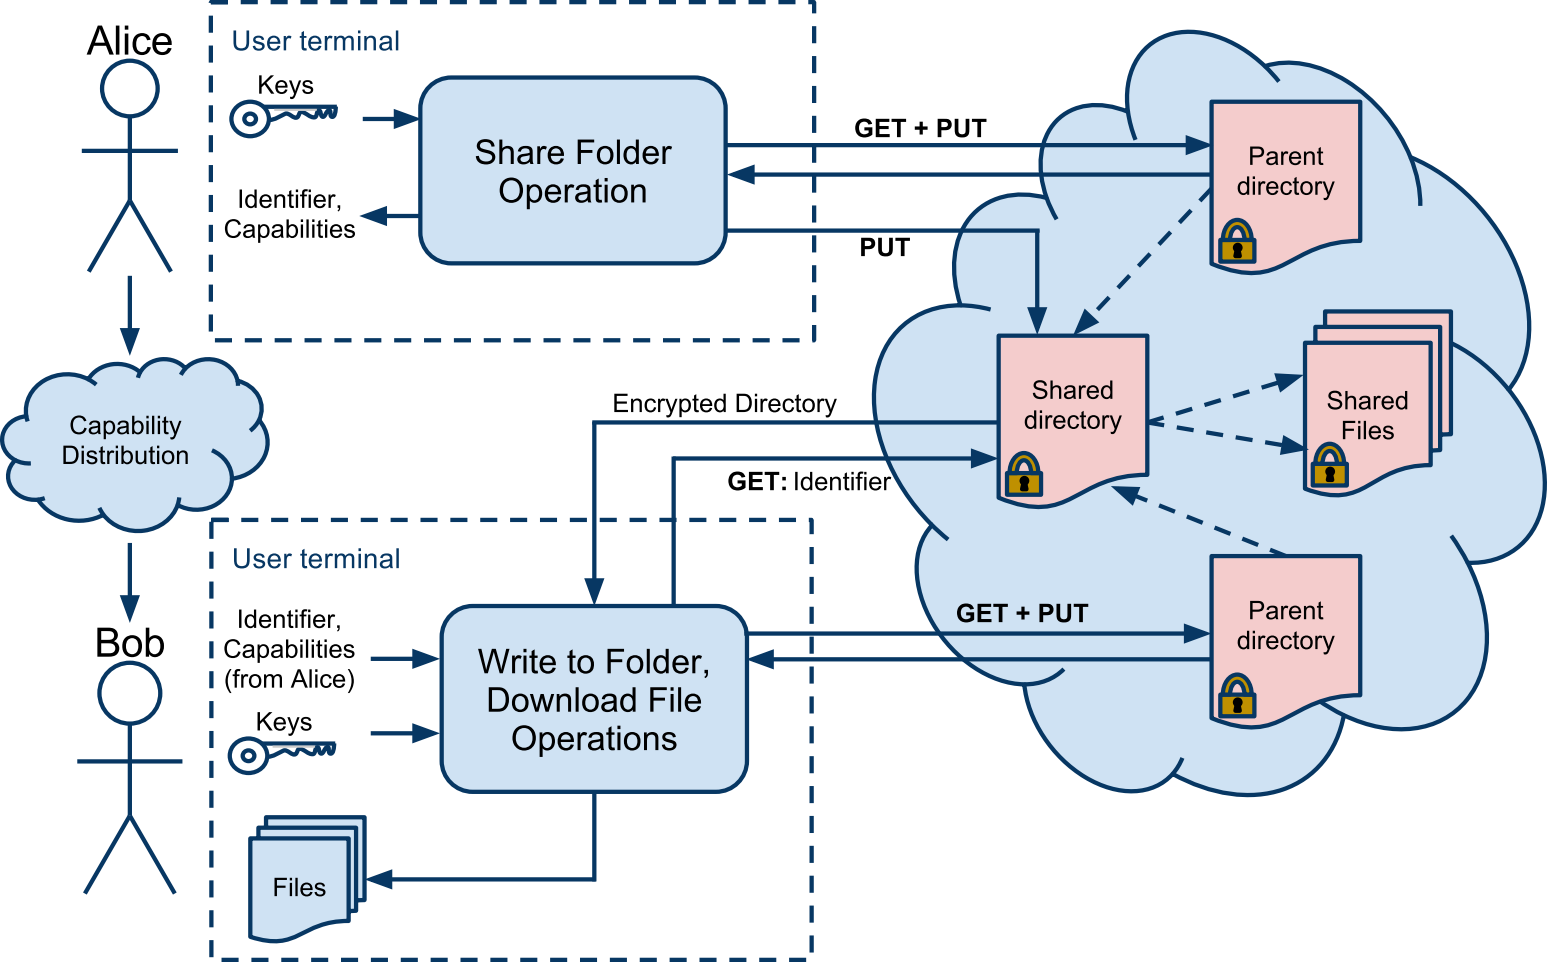 Alice
User terminal
Keys
Share Folder
Operation
Identifier,
Capabilities
GET + PUT
PUT
Parent
directory
Shared
directory
Shared
Files
Capability
Distribution
Encrypted Directory
GET: Identifier
Bob
User terminal
Identifier,
Capabilities
(from Alice)
Keys
Write to Folder,
Download File
Operations
GET + PUT
Parent
directory
Files